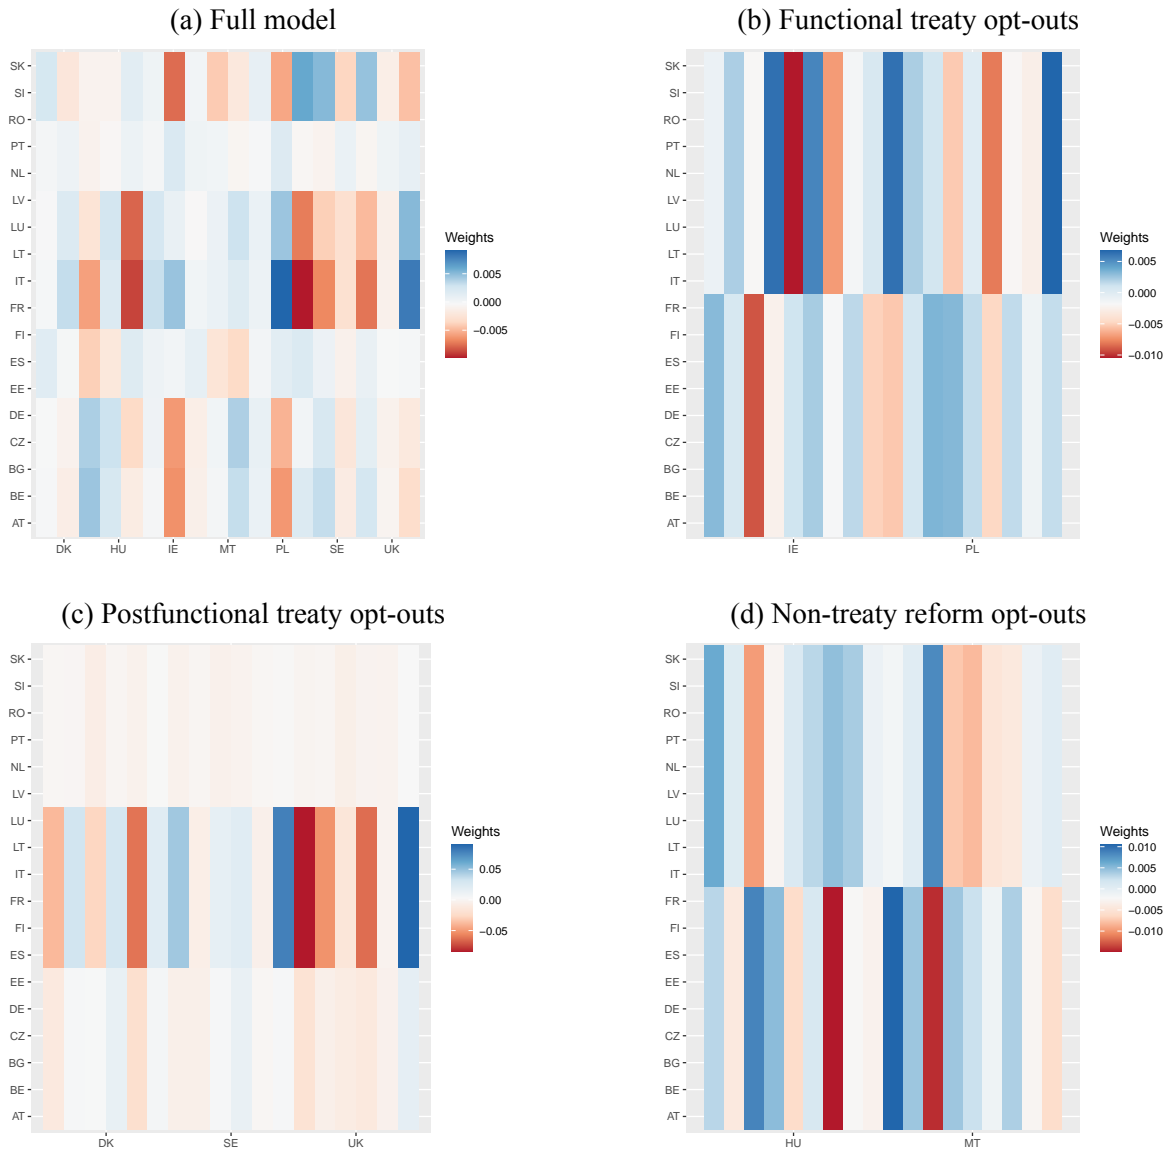 (a) Full model
SK
SI
RO
PT
NL
LV
LU
LT
IT
FR
FI
ES
EE
DE
CZ
BG
BE
AT
DK HU IE MT PL SE UK
Weights
0.005
0.000
−0.005
(b) Functional treaty opt-outs
SK
SI
RO
PT
NL
LV
LU
LT
IT
FR
FI
ES
EE
DE
CZ
BG
BE
AT
IE PL
Weights
0.005
0.000
−0.005
−0.010
(c) Postfunctional treaty opt-outs
SK
SI
RO
PT
NL
LV
LU
LT
IT
FR
FI
ES
EE
DE
CZ
BG
BE
AT
DK SE UK
Weights
0.05
0.00
−0.05
(d) Non-treaty reform opt-outs
SK
SI
RO
PT
NL
LV
LU
LT
IT
FR
FI
ES
EE
DE
CZ
BG
BE
AT
HU MT
Weights
0.010
0.005
0.000
−0.005
−0.010